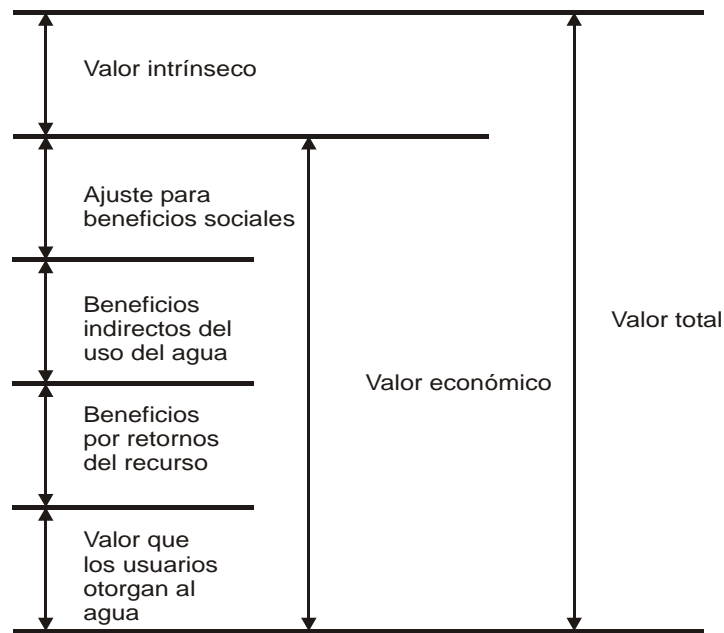 Valor intrínseco
Ajuste para
beneficios sociales
Beneficios
indirectos del
uso del agua
Valor total
Valor económico
Beneficios
por retornos
del recurso
Valor que
los usuarios
otorgan al
agua